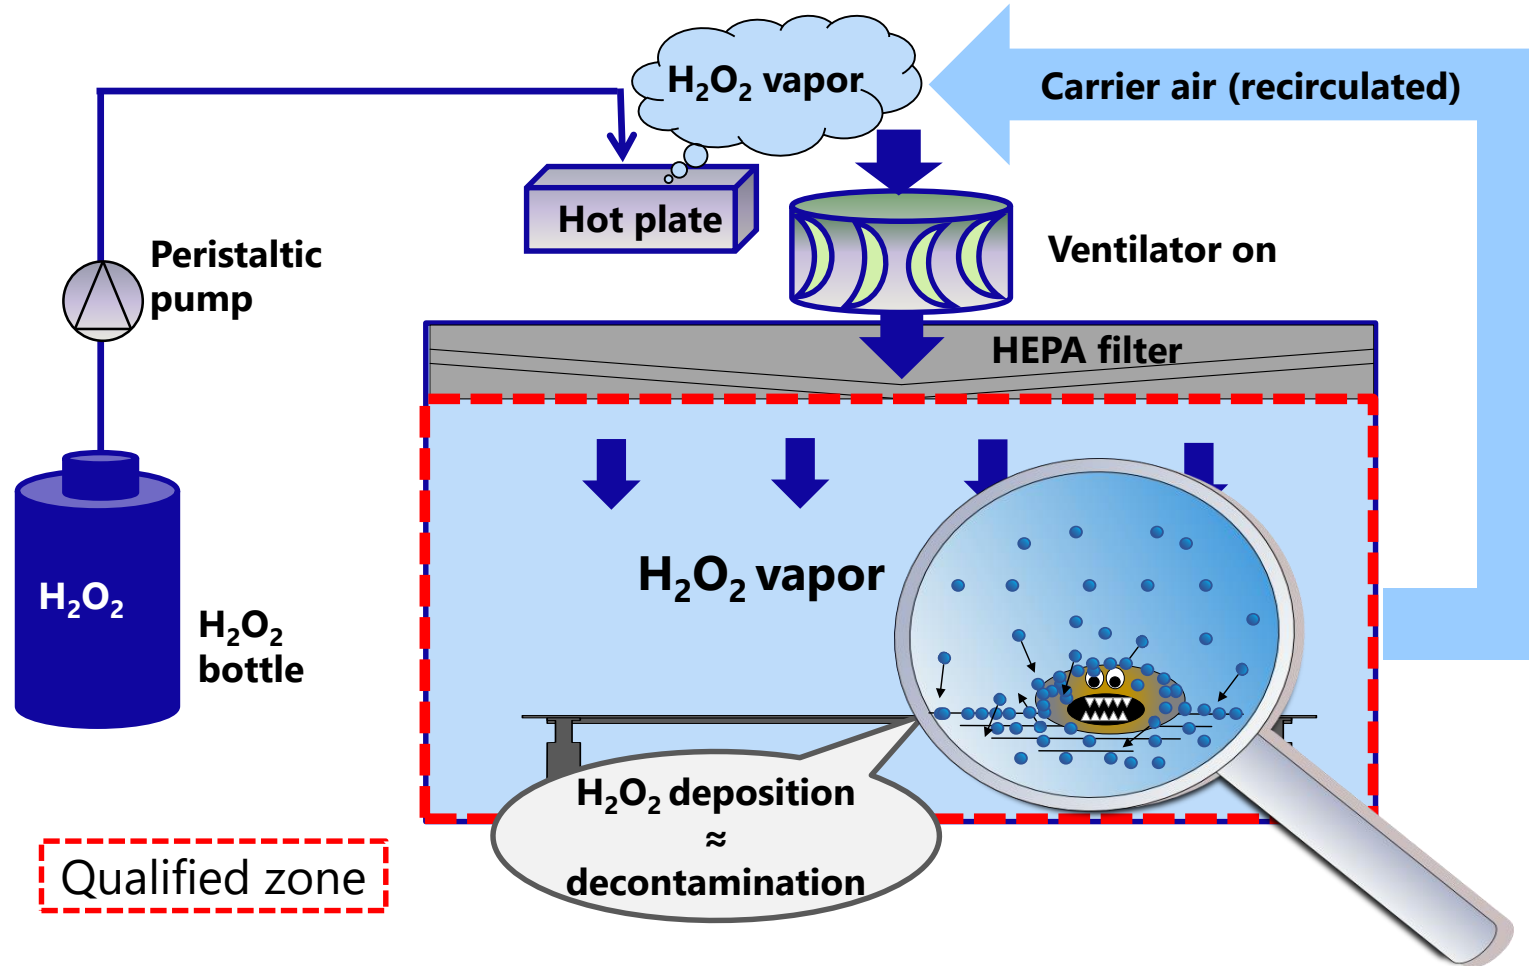 H₂O₂ vapor
Carrier air (recirculated)
Hot plate
Peristaltic
pump
Ventilator on
HEPA filter
H₂O₂ vapor
H₂O₂
H₂O₂
bottle
H₂O₂ deposition
≈
decontamination
Qualified zone